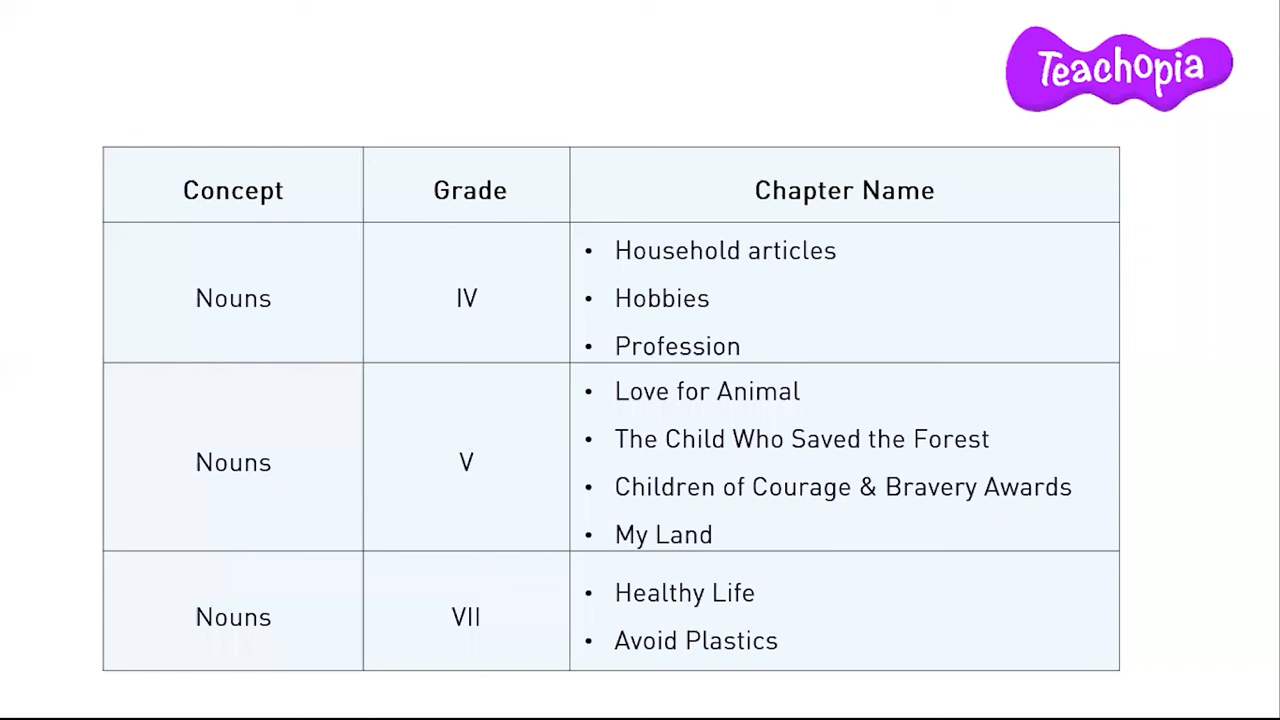 Teachopia
Concept Grade Chapter Name
Nouns IV
• Household articles
• Hobbies
• Profession
Nouns V
• Love for Animal
• The Child Who Saved the Forest
• Children of Courage & Bravery Awards
• My Land
Nouns VII
• Healthy Life
• Avoid Plastics